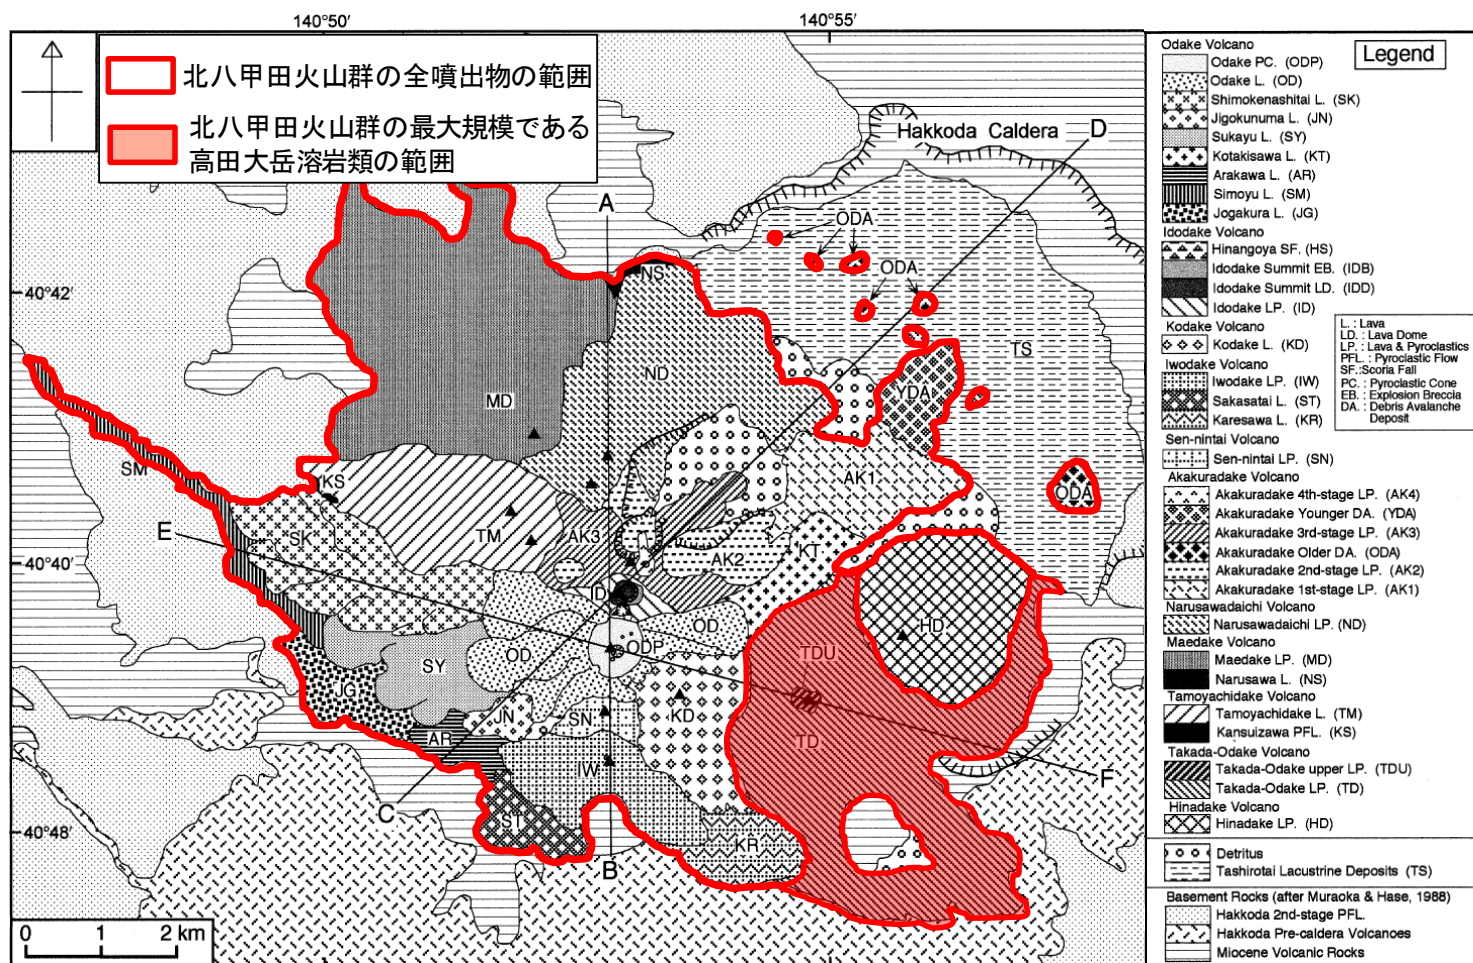 140°50′
140°55′
北八甲田火山群の全噴出物の範囲
北八甲田火山群の最大規模である
高田大岳溶岩類の範囲
Hakkoda Caldera
D
A
ODA
NS
ODA
40°42′
ND
TS
MD
YDA
SM
KS
AK1
ODA
E
SK
TM
AK3
AK2
KT
40°40′
ID
HD
OD
ODP
TDU
SY
OD
JG
JN
SN
KD
TD
AR
IW
F
C
ST
40°48′
KR
B
0 1 2 km
Legend
Odake Volcano
Odake PC. (ODP)
Odake L. (OD)
Shimokenashitai L. (SK)
Jigokunuma L. (JN)
Sukayu L. (SY)
Kotakisawa L. (KT)
Arakawa L. (AR)
Simoyu L. (SM)
Jogakura L. (JG)
Idodake Volcano
Hinangoya SF. (HS)
Idodake Summit EB. (IDB)
Idodake Summit LD. (IDD)
Idodake LP. (ID)
Kodake Volcano
Kodake L. (KD)
Iwodake Volcano
Iwodake LP. (IW)
Sakasatai L. (ST)
Karesawa L. (KR)
Sen-nintai Volcano
Sen-nintai LP. (SN)
Akakuradake Volcano
Akakuradake 4th-stage LP. (AK4)
Akakuradake Younger DA. (YDA)
Akakuradake 3rd-stage LP. (AK3)
Akakuradake Older DA. (ODA)
Akakuradake 2nd-stage LP. (AK2)
Akakuradake 1st-stage LP. (AK1)
Narusawadaichi Volcano
Narusawadaichi LP. (ND)
Maedake Volcano
Maedake LP. (MD)
Narusawa L. (NS)
Tamoyachidake Volcano
Tamoyachidake L. (TM)
Kansuizawa PFL. (KS)
Takada-Odake Volcano
Takada-Odake upper LP. (TDU)
Takada-Odake LP. (TD)
Hinadake Volcano
Hinadake LP. (HD)
Detritus
Tashirotai Lacustrine Deposits (TS)
Basement Rocks (after Muraoka & Hase, 1988)
Hakkoda 2nd-stage PFL.
Hakkoda Pre-caldera Volcanoes
Miocene Volcanic Rocks
L. : Lava
LD. : Lava Dome
LP. : Lava & Pyroclastics
PFL. : Pyroclastic Flow
SF.:Scoria Fall
PC. : Pyroclastic Cone
EB. : Explosion Breccia
DA. : Debris Avalanche
Deposit